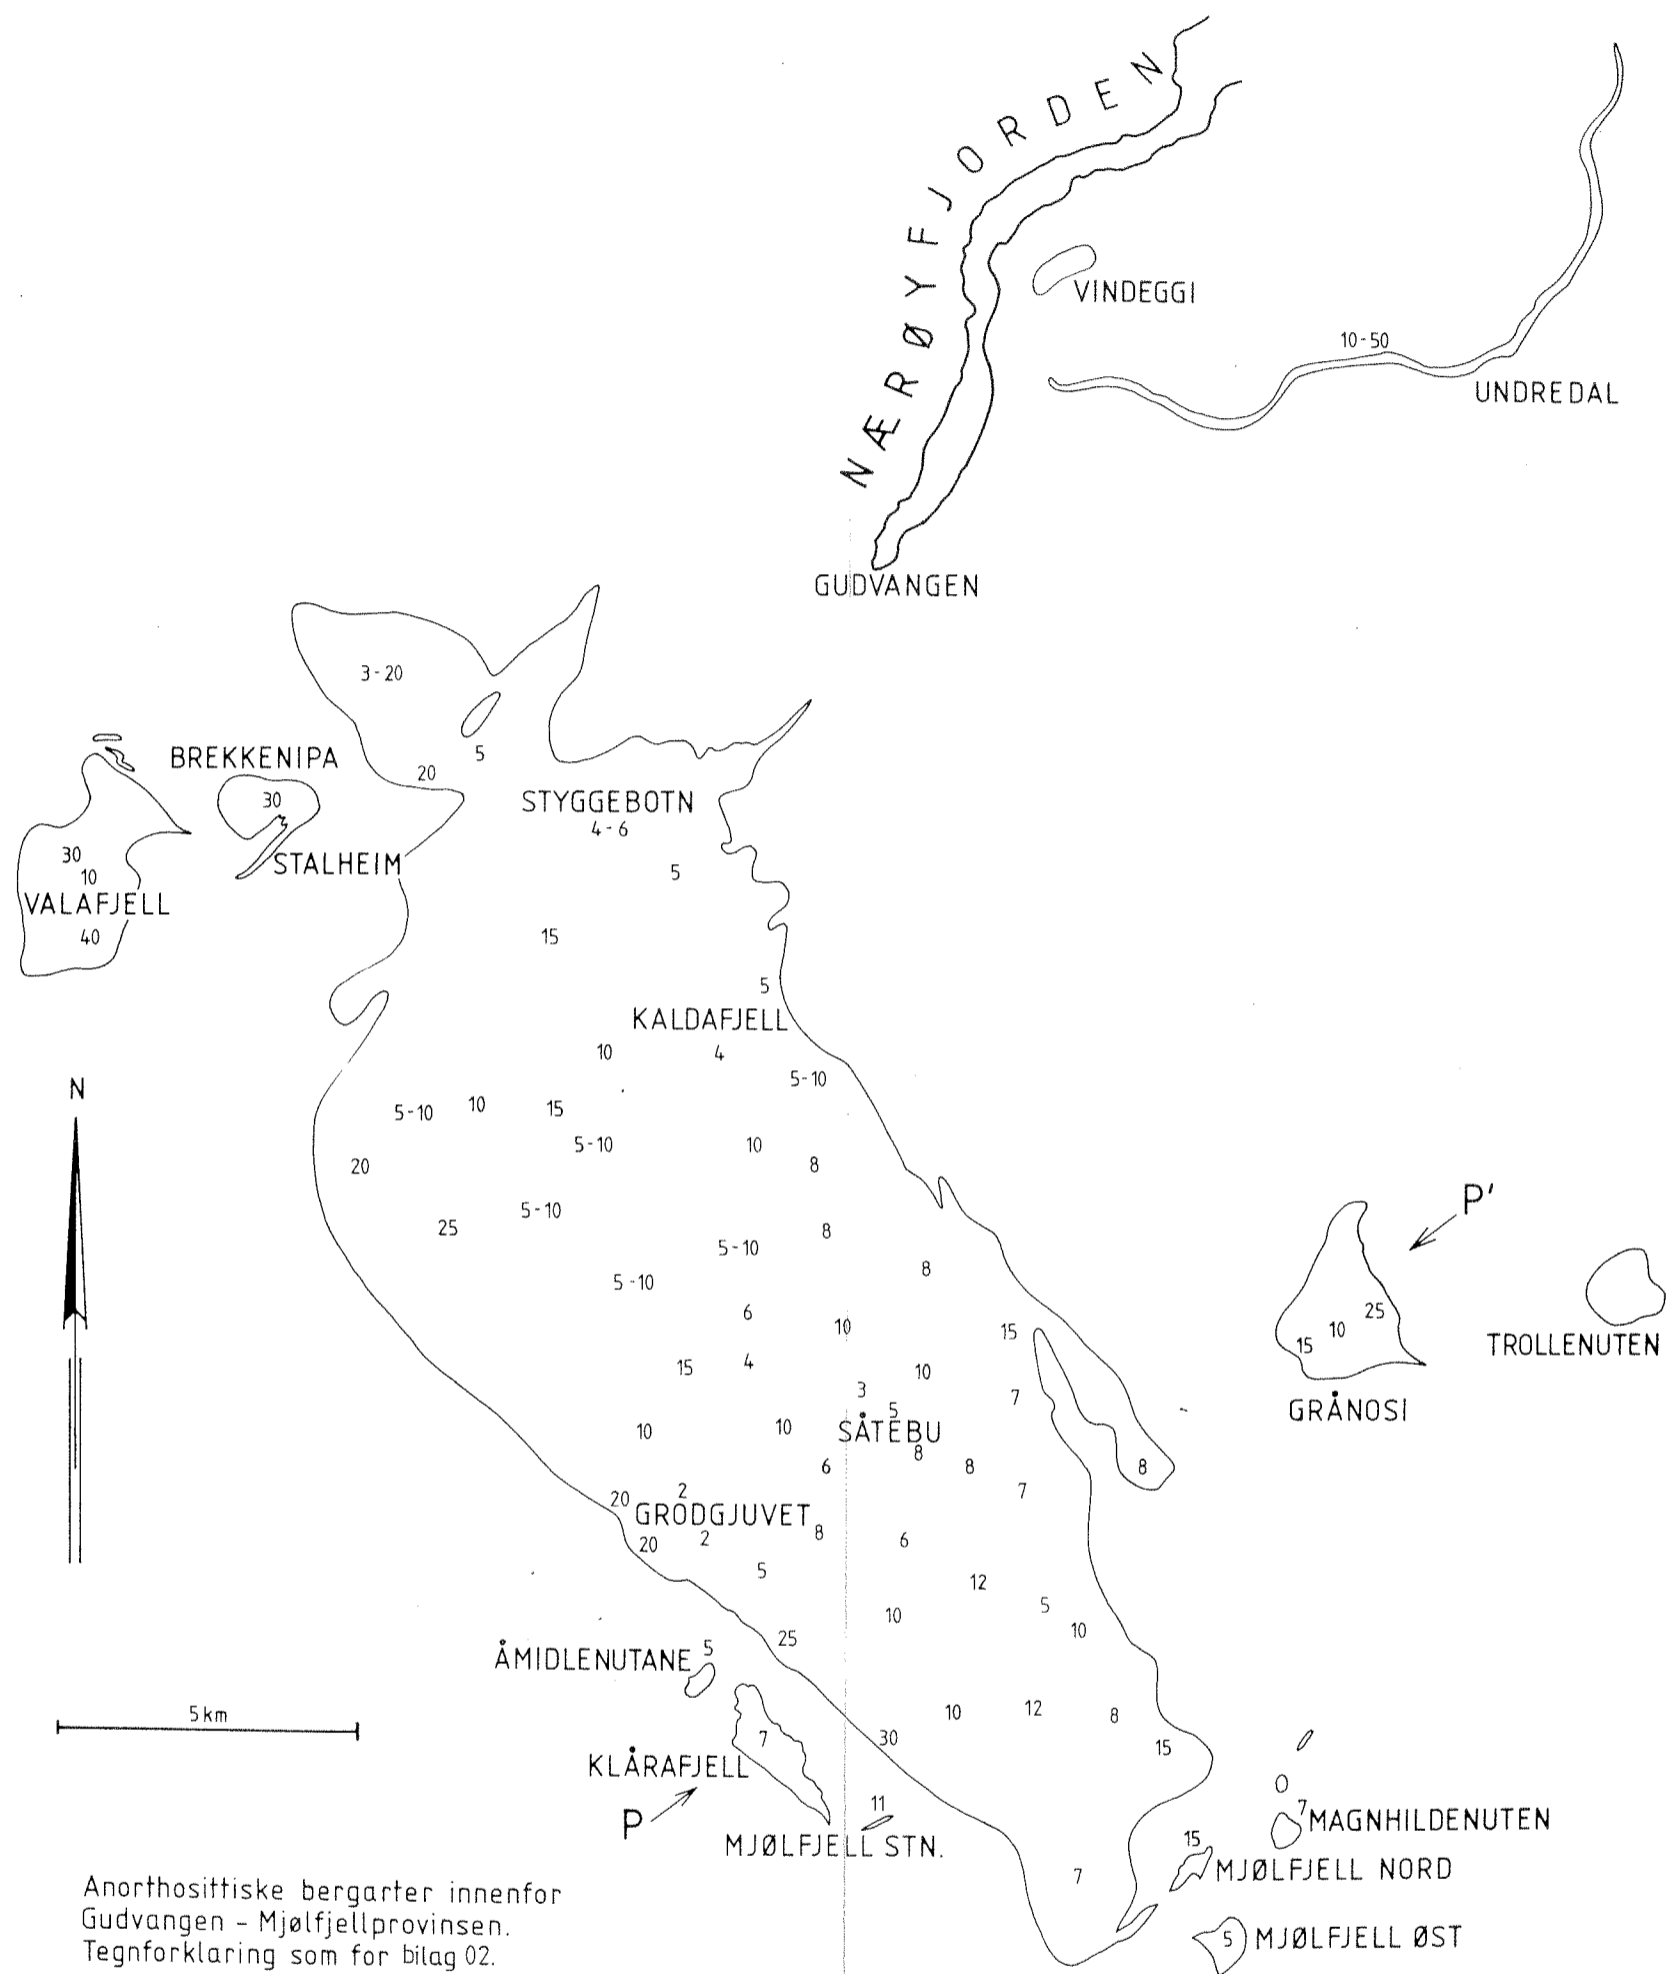 NÆRØYFJORDEN
VINDEGGI
10-50
UNDREDAL
GUDVANGEN
3-20
5
20
BREKKENIPA
30
STALHEIM
30
10
VALAFJELL
40
STYGGEBOTN
4-6
5
15
5
KALDAFJELL
10
4
5-10
N
5-10
10
15
5-10
10
8
20
25
5-10
8
5-10
8
5-10
6
10
15
15
4
10
3
7
5
SÅTEBU
10
10
8
6
8
7
8
20
2
GRÖDGJUVET
8
20
2
6
5
12
5
10
10
25
P'
25
10
15
GRÅNOSI
TROLLENUTEN
ÅMIDLENUTANE
5
5 km
7
KLÅRAFJELL
P
30
10
12
8
15
11
MJØLFJELL STN.
7
7
MAGNHILDENUTEN
15
MJØLFJELL NORD
5
MJØLFJELL ØST
Anorthosittiske bergarter innenfor
Gudvangen - Mjølfjellprovinsen.
Tegnforklaring som for bilag 02.